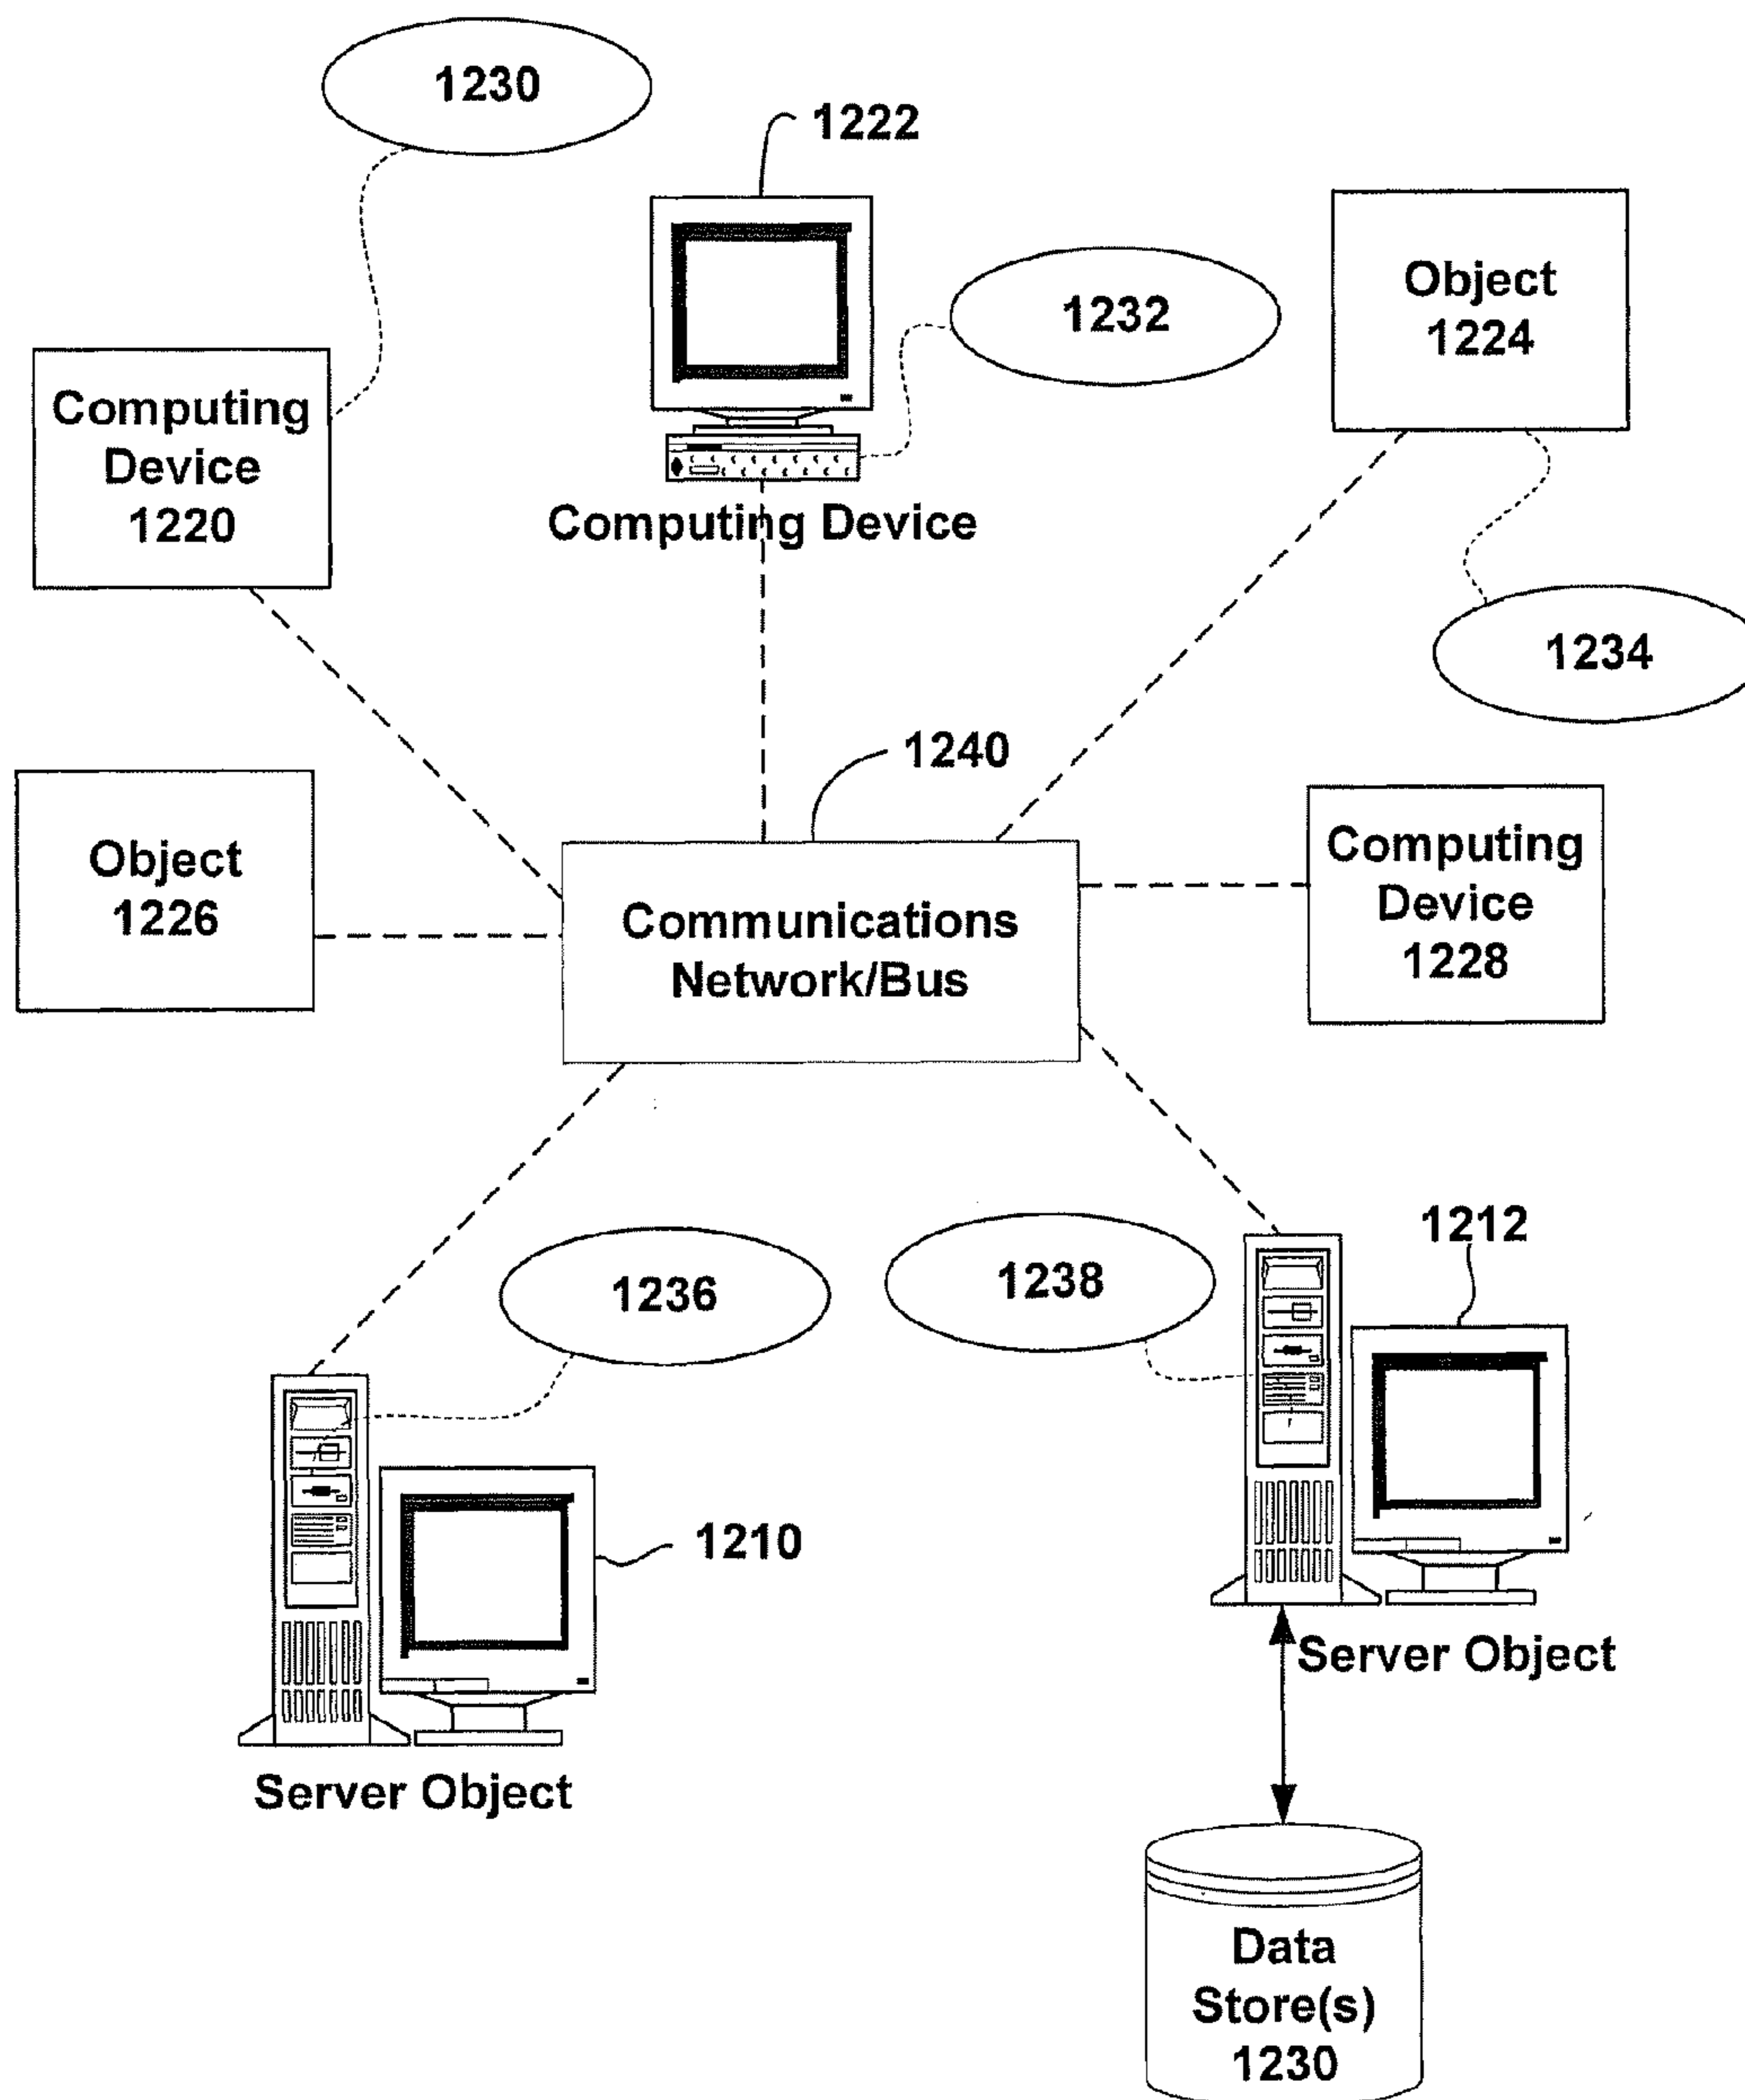 1230
1222
1232
Object
1224
Computing
Device
1220
Computing Device
1234
1240
Object
1226
Communications
Network/Bus
Computing
Device
1228
1236
1238
1212
1210
Server Object
Server Object
Data
Store(s)
1230